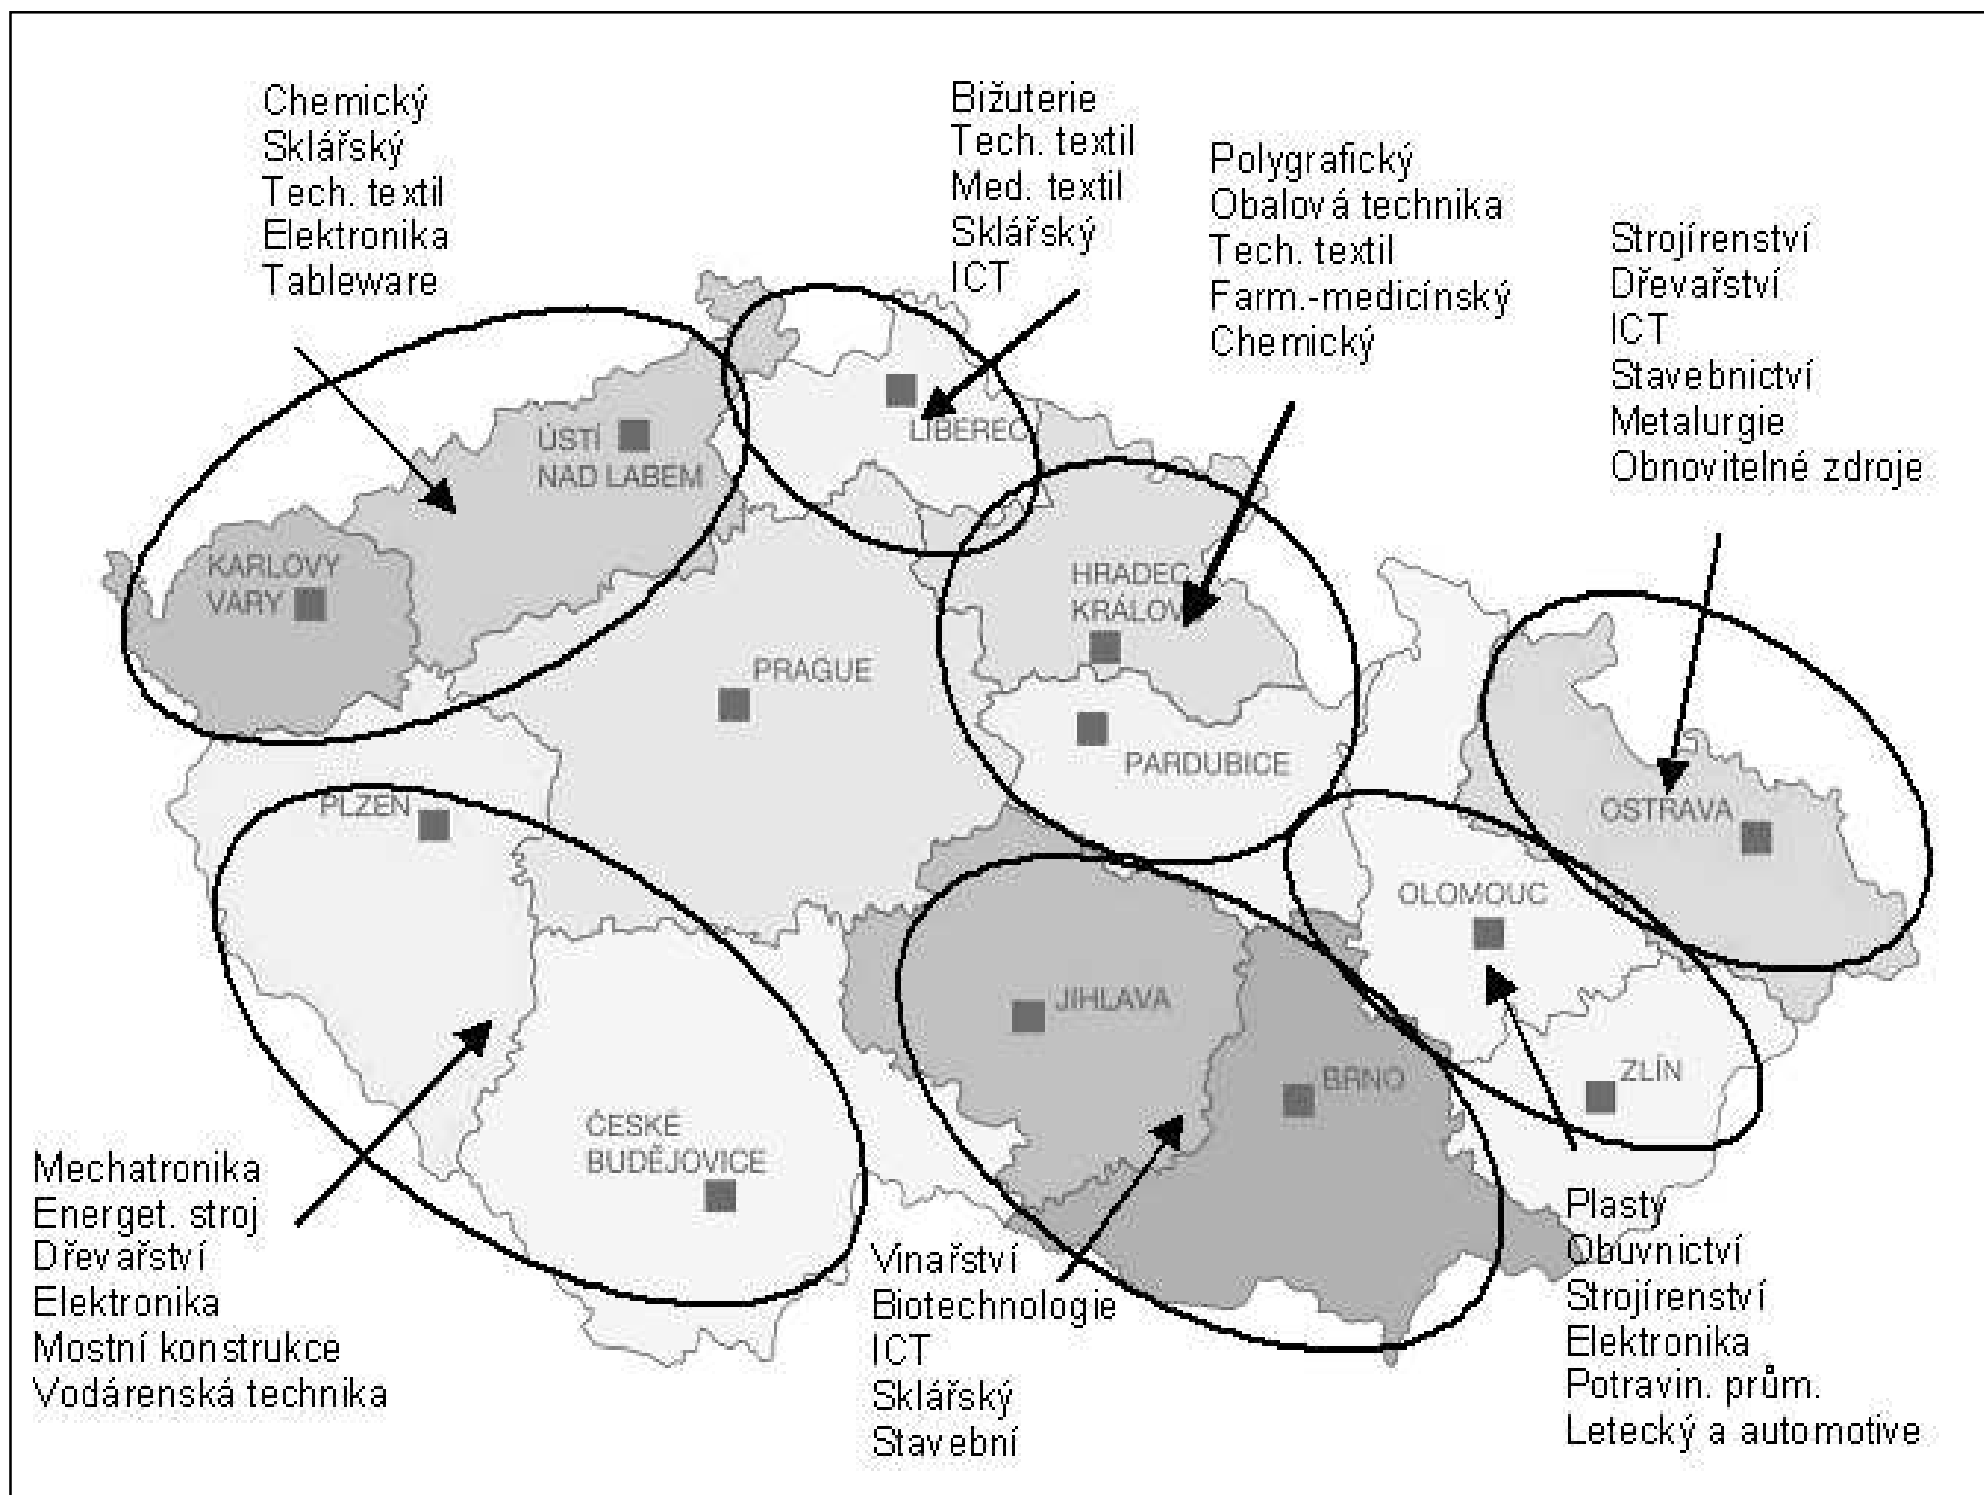 Chemický
Sklářský
Tech. textil
Elektronika
Tableware
Bižuterie
Tech. textil
Med. textil
Sklářský
ICT
Polygrafický
Obalová technika
Tech. textil
Farm.-medicínský
Chemický
Strojírenství
Dřevařství
ICT
Stavebnictví
Metalurgie
Obnovitelné zdroje
ÚSTÍ
NAD LABEM
LIBEREC
KARLOVY
VARY
HRADEC
KRÁLOV
PRAGUE
PARDUBICE
PLZEŇ
OSTRAVA
OLOMOUC
JIHLAVA
BRNO
ZLÍN
ČESKÉ
BUDĚJOVICE
Mechatronika
Energet. stroj
Dřevařství
Elektronika
Mostní konstrukce
Vodárenská technika
Vinařství
Biotechnologie
ICT
Sklářský
Stavební
Plasty
Obuvnictví
Strojírenství
Elektronika
Potravin. prům.
Letecký a automotive